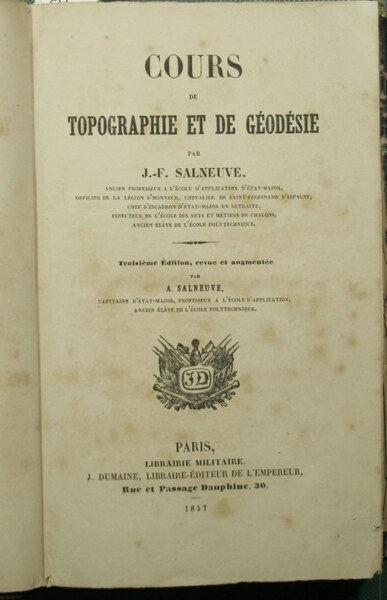 COURS
DE
TOPOGRAPHIE ET DE GÉODÉSIE
PAR
J.-F. SALNEUVE,
ANCIEN PROFESSEUR A L'ÉCOLE D'APPLICATION D'ÉTAT-MAJOR,
OFFICIER DE LA LÉGION D'HONNEUR, CHEVALIER DE SAINT-FERDINAND D'ESPAGNE,
CHEF D'ESCADRON D'ÉTAT-MAJOR EN RETRAITE,
DIRECTEUR DE L'ÉCOLE DES ARTS ET MÉTIERS DE CHALONS,
ANCIEN ÉLÈVE DE L'ÉCOLE POLYTECHNIQUE.
Troisième Édition, revue et augmentée
PAR
A. SALNEUVE,
CAPITAINE D'ÉTAT-MAJOR, PROFESSEUR A L'ÉCOLE D'APPLICATION,
ANCIEN ÉLÈVE DE L'ÉCOLE POLYTECHNIQUE.
JD
PARIS,
LIBRAIRIE MILITAIRE,
J. DUMAINE, LIBRAIRE-ÉDITEUR DE L'EMPEREUR,
Rue et Passage Dauphine, 30.
1857